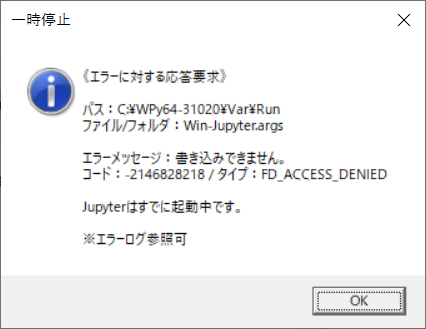 一時停止
《エラーに対する応答要求》
パス：C:¥WPy64-31020¥Var¥Run
ファイル/フォルダ：Win-Jupyter.args
エラーメッセージ：書き込みできません。
コード：-2146828218 / タイプ：FD_ACCESS_DENIED
Jupyterはすでに起動中です。
※エラーログ参照可
OK